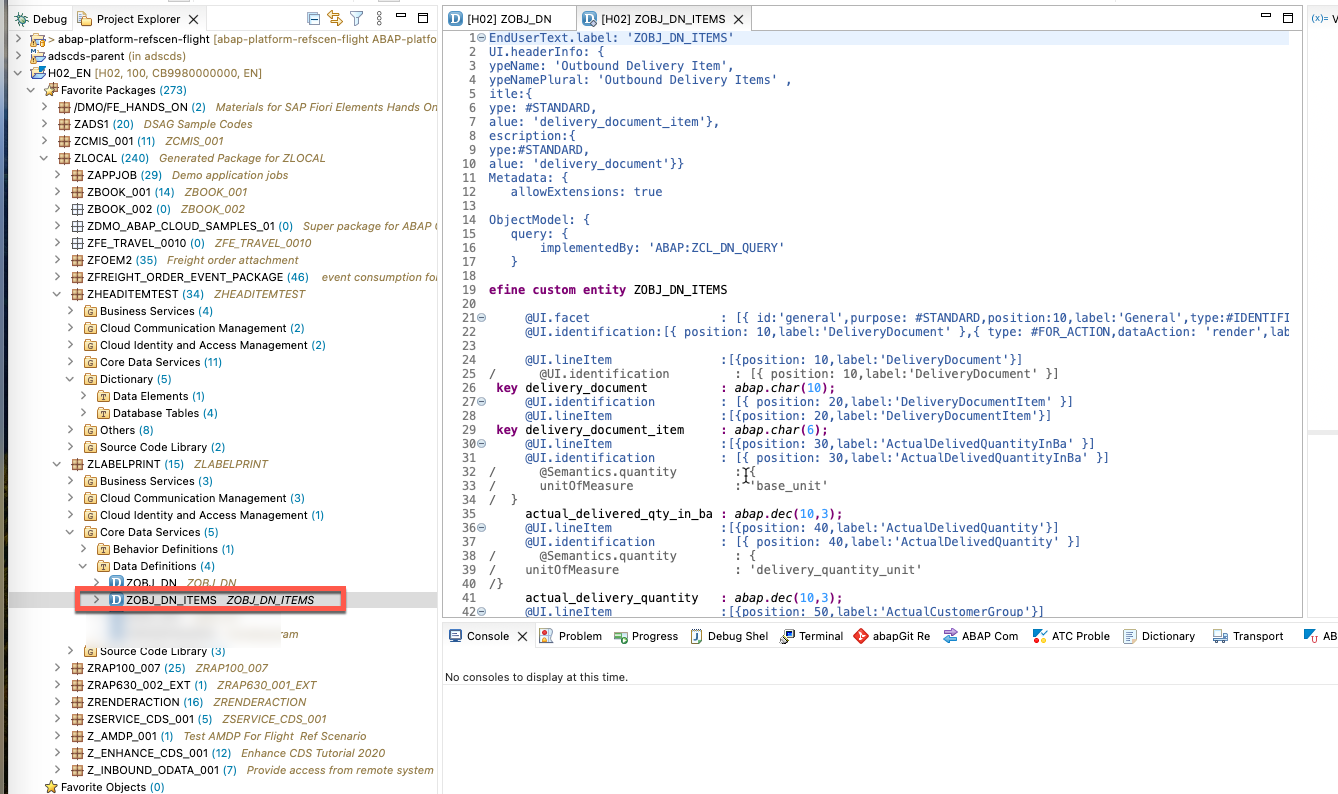 Debug Project Explorer
> abap-platform-refscen-flight [abap-platform-refscen-flight ABAP-platfo
adscds-parent (in adscds)
H02_EN [H02, 100, CB9980000000, EN]
Favorite Packages (273)
/DMO/FE_HANDS_ON (2) Materials for SAP Fiori Elements Hands On
ZADS1 (20) DSAG Sample Codes
ZCMIS_001 (11) ZCMIS_001
ZLOCAL (240) Generated Package for ZLOCAL
ZAPPJOB (29) Demo application jobs
ZBOOK_001 (14) ZBOOK_001
ZBOOK_002 (0) ZBOOK_002
ZDMO_ABAP_CLOUD_SAMPLES_01 (0) Super package for ABAP C
ZFE_TRAVEL_0010 (0) ZFE_TRAVEL_0010
ZFOEM2 (35) Freight order attachment
ZFREIGHT_ORDER_EVENT_PACKAGE (46) event consumption fo
ZHEADITEMTEST (34) ZHEADITEMTEST
Business Services (4)
Cloud Communication Management (2)
Cloud Identity and Access Management (2)
Core Data Services (11)
Dictionary (5)
Data Elements (1)
Database Tables (4)
Others (8)
Source Code Library (2)
ZLABELPRINT (15) ZLABELPRINT
Business Services (3)
Cloud Communication Management (3)
Cloud Identity and Access Management (1)
Core Data Services (5)
Behavior Definitions (1)
Data Definitions (4)
ZOBJ_DN ZOBJ_DN
ZOBJ_DN_ITEMS ZOBJ_DN_ITEMS
ram
Source Code Library (3)
ZRAP100_007 (25) ZRAP100_007
ZRAP630_002_EXT (1) ZRAP630_001_EXT
ZRENDERACTION (16) ZRENDERACTION
ZSERVICE_CDS_001 (5) ZSERVICE_CDS_001
Z_AMDP_001 (1) Test AMDP For Flight Ref Scenario
Z_ENHANCE_CDS_001 (12) Enhance CDS Tutorial 2020
Z_INBOUND_ODATA_001 (7) Provide access from remote system
Favorite Objects (0)
[H02] ZOBJ_DN [H02] ZOBJ_DN_ITEMS
(x)= V
1 EndUserText.label: 'ZOBJ_DN_ITEMS'
2 UI.headerInfo: {
3 ypeName: 'Outbound Delivery Item',
4 ypeNamePlural: 'Outbound Delivery Items' ,
5 itle:{
6 ype: #STANDARD,
7 alue: 'delivery_document_item'},
8 escription:{
9 ype:#STANDARD,
10 alue: 'delivery_document'}}
11 Metadata: {
12 allowExtensions: true
13
14 ObjectModel: {
15 query: {
16 implementedBy: 'ABAP:ZCL_DN_QUERY'
17 }
18
19 efine custom entity ZOBJ_DN_ITEMS
20
21 @UI.facet : [{ id:'general',purpose: #STANDARD,position:10,label:'General',type:#IDENTIFI
22 @UI.identification:[{ position: 10,label:'DeliveryDocument' },{ type: #FOR_ACTION,dataAction: 'render',lab
23
24 @UI.lineItem :[{position: 10,label:'DeliveryDocument'}]
25 / @UI.identification : [{ position: 10,label:'DeliveryDocument' }]
26 key delivery_document : abap.char(10);
27 @UI.identification : [{ position: 20,label:'DeliveryDocumentItem' }]
28 @UI.lineItem :[{position: 20,label:'DeliveryDocumentItem'}]
29 key delivery_document_item : abap.char(6);
30 @UI.lineItem :[{position: 30,label:'ActualDelivedQuantityInBa' }]
31 @UI.identification : [{ position: 30,label:'ActualDelivedQuantityInBa' }]
32 / @Semantics.quantity : {
33 / unitOfMeasure : 'base_unit'
34 / }
35 actual_delivered_qty_in_ba : abap.dec(10,3);
36 @UI.lineItem :[{position: 40,label:'ActualDelivedQuantity'}]
37 @UI.identification : [{ position: 40,label:'ActualDelivedQuantity' }]
38 / @Semantics.quantity : {
39 / unitOfMeasure : 'delivery_quantity_unit'
40 /}
41 actual_delivery_quantity : abap.dec(10,3);
42 @UI.lineItem :[{position: 50,label:'ActualCustomerGroup'}]
Console Problem Progress Debug Shel Terminal abapGit Re ABAP Com ATC Proble Dictionary Transport AB
No consoles to display at this time.